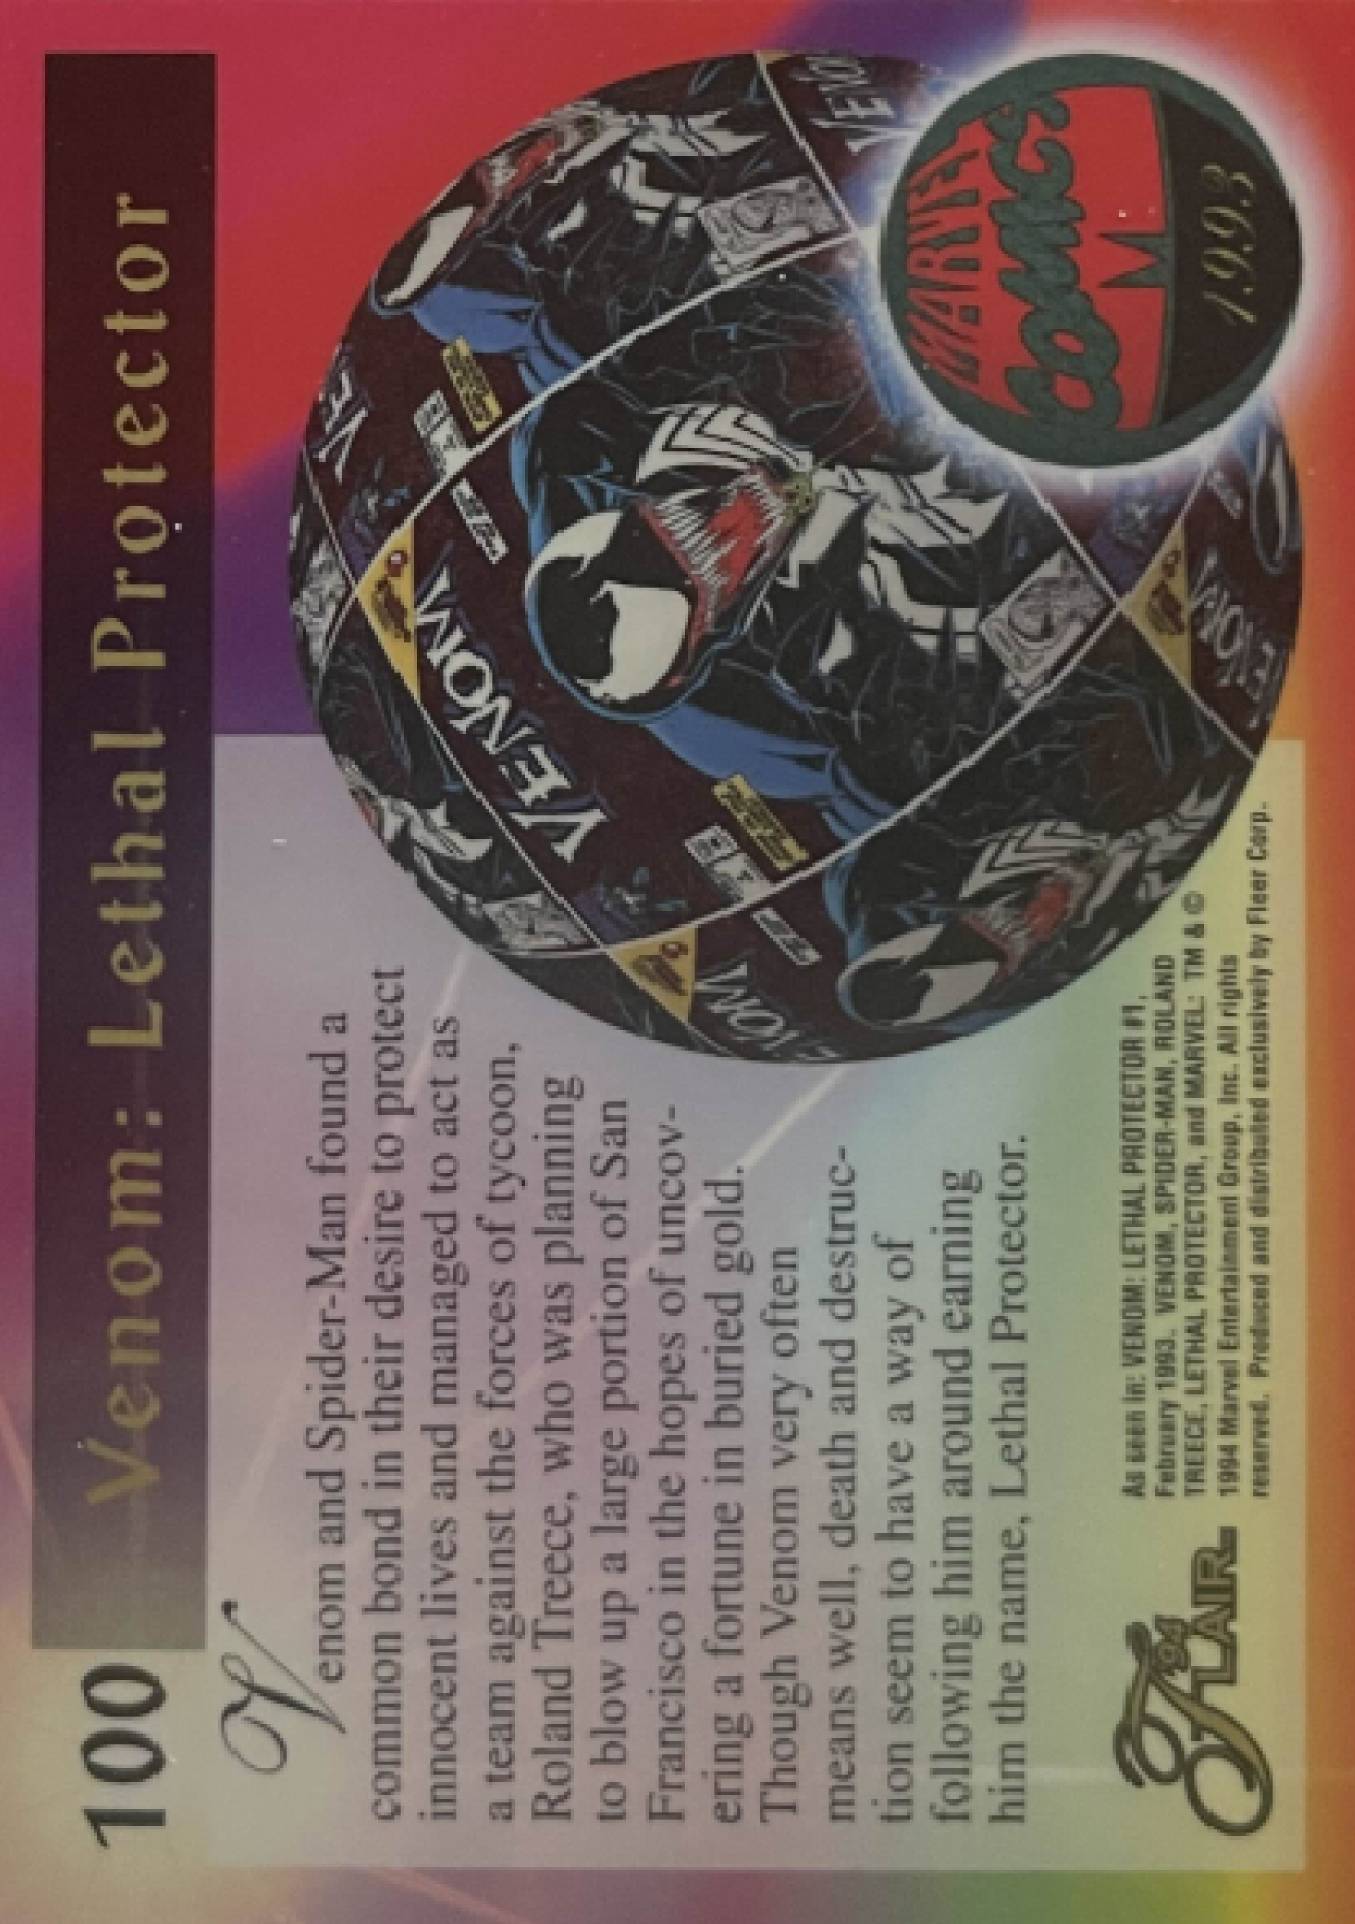 100
Venom: Lethal Protector
Venom and Spider-Man found a
common bond in their desire to protect
innocent lives and managed to act as
a team against the forces of tycoon,
Roland Treece, who was planning
to blow up a large portion of San
Francisco in the hopes of uncov-
ering a fortune in buried gold.
Though Venom very often
means well, death and destruc-
tion seem to have a way of
following him around earning
him the name, Lethal Protector.
VENOM
VE
VENOM
ENOM
VENOM
VENOM
MARVEL
COMICS
M
1993
'94
FLAIR
As seen in: VENOM: LETHAL PROTECTOR #1,
February 1993. VENOM, SPIDER-MAN, ROLAND
TREECE, LETHAL PROTECTOR, and MARVEL: TM & ©
1994 Marvel Entertainment Group, Inc. All rights
reserved. Produced and distributed exclusively by Fleer Corp.